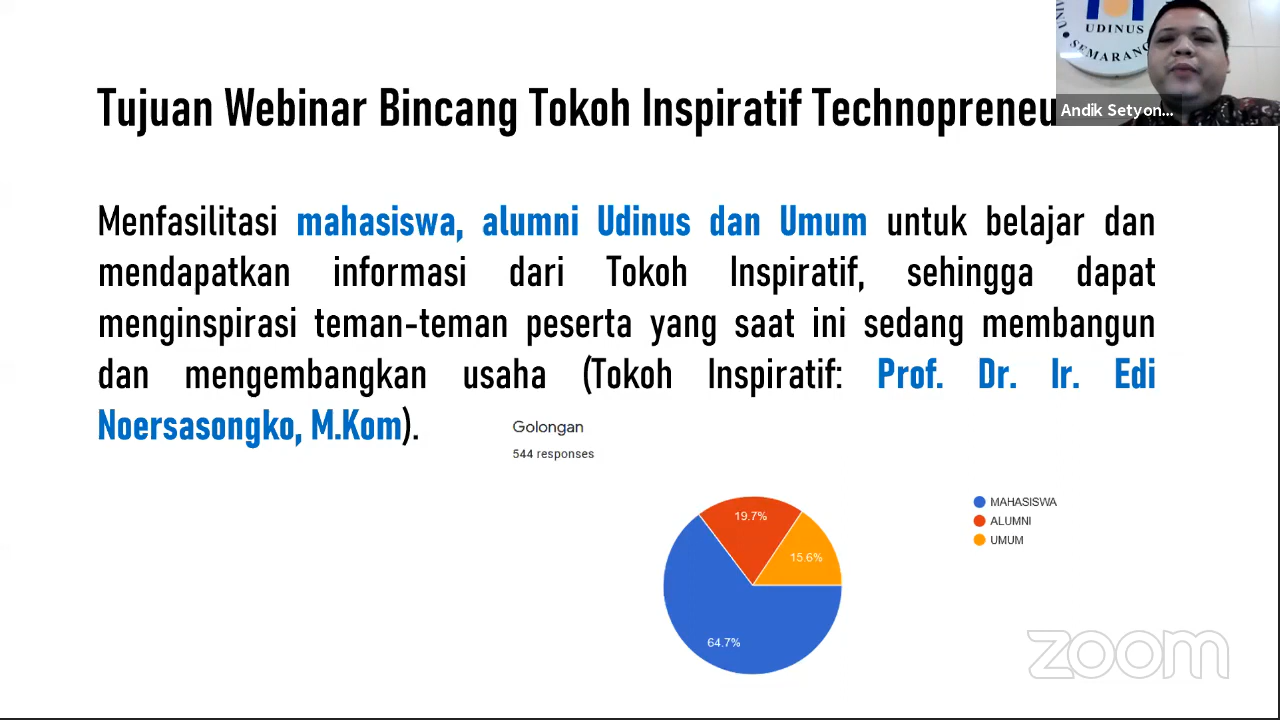 UDINUS
SEMARANG
Andik Setyon...
Tujuan Webinar Bincang Tokoh Inspiratif Technopreneu
Menfasilitasi mahasiswa, alumni Udinus dan Umum untuk belajar dan
mendapatkan informasi dari Tokoh Inspiratif, sehingga dapat
menginspirasi teman-teman peserta yang saat ini sedang membangun
dan mengembangkan usaha (Tokoh Inspiratif: Prof. Dr. Ir. Edi
Noersasongko, M.Kom).
Golongan
544 responses
19.7%
15.6%
64.7%
MAHASISWA
ALUMNI
UMUM
zoom